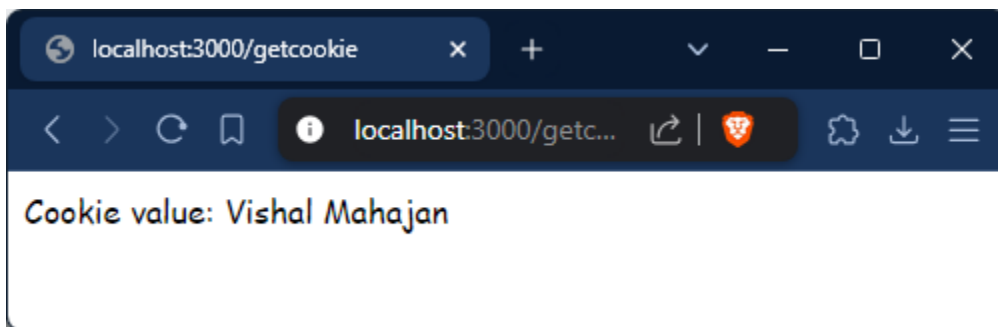 localhost:3000/getcookie
localhost:3000/getc...
Cookie value: Vishal Mahajan